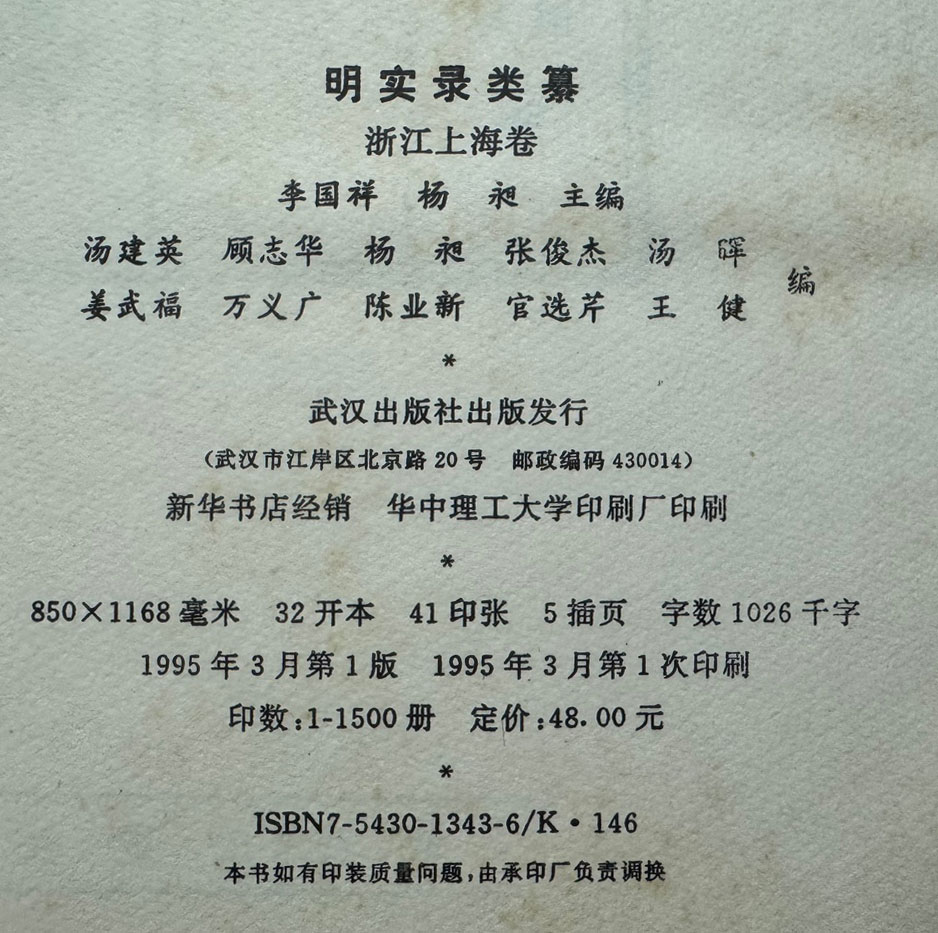 明实录类纂
浙江上海卷
李国祥 杨 昶 主编
汤建英 顾志华 杨 昶 张俊杰 汤 晖
姜武福 万义广 陈业新 官选芹 王 健
编
*
武汉出版社出版发行
(武汉市江岸区北京路20号 邮政编码430014)
新华书店经销 华中理工大学印刷厂印刷
*
850×1168毫米 32开本 41印张 5插页 字数1026千字
1995年3月第1版 1995年3月第1次印刷
印数:1-1500册 定价:48.00元
*
ISBN7-5430-1343-6/K·146
本书如有印装质量问题,由承印厂负责调换